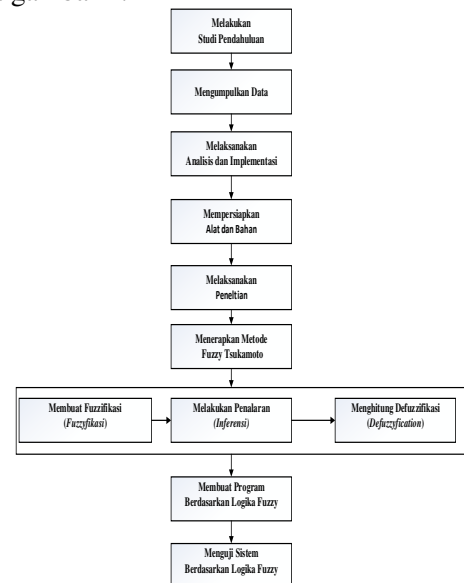 Melakukan
Studi Pendahuluan
Mengumpulkan Data
Melaksanakan
Analisis dan Implementasi
Mempersiapkan
Alat dan Bahan
Melaksanakan
Peneltian
Menerapkan Metode
Fuzzy Tsukamoto
Membuat Fuzzifikasi
(Fuzzyfikasi)
Melakukan Penalaran
(Inferensi)
Menghitung Defuzzifikasi
(Defuzzyfication)
Membuat Program
Berdasarkan Logika Fuzzy
Menguji Sistem
Berdasarkan Logika Fuzzy